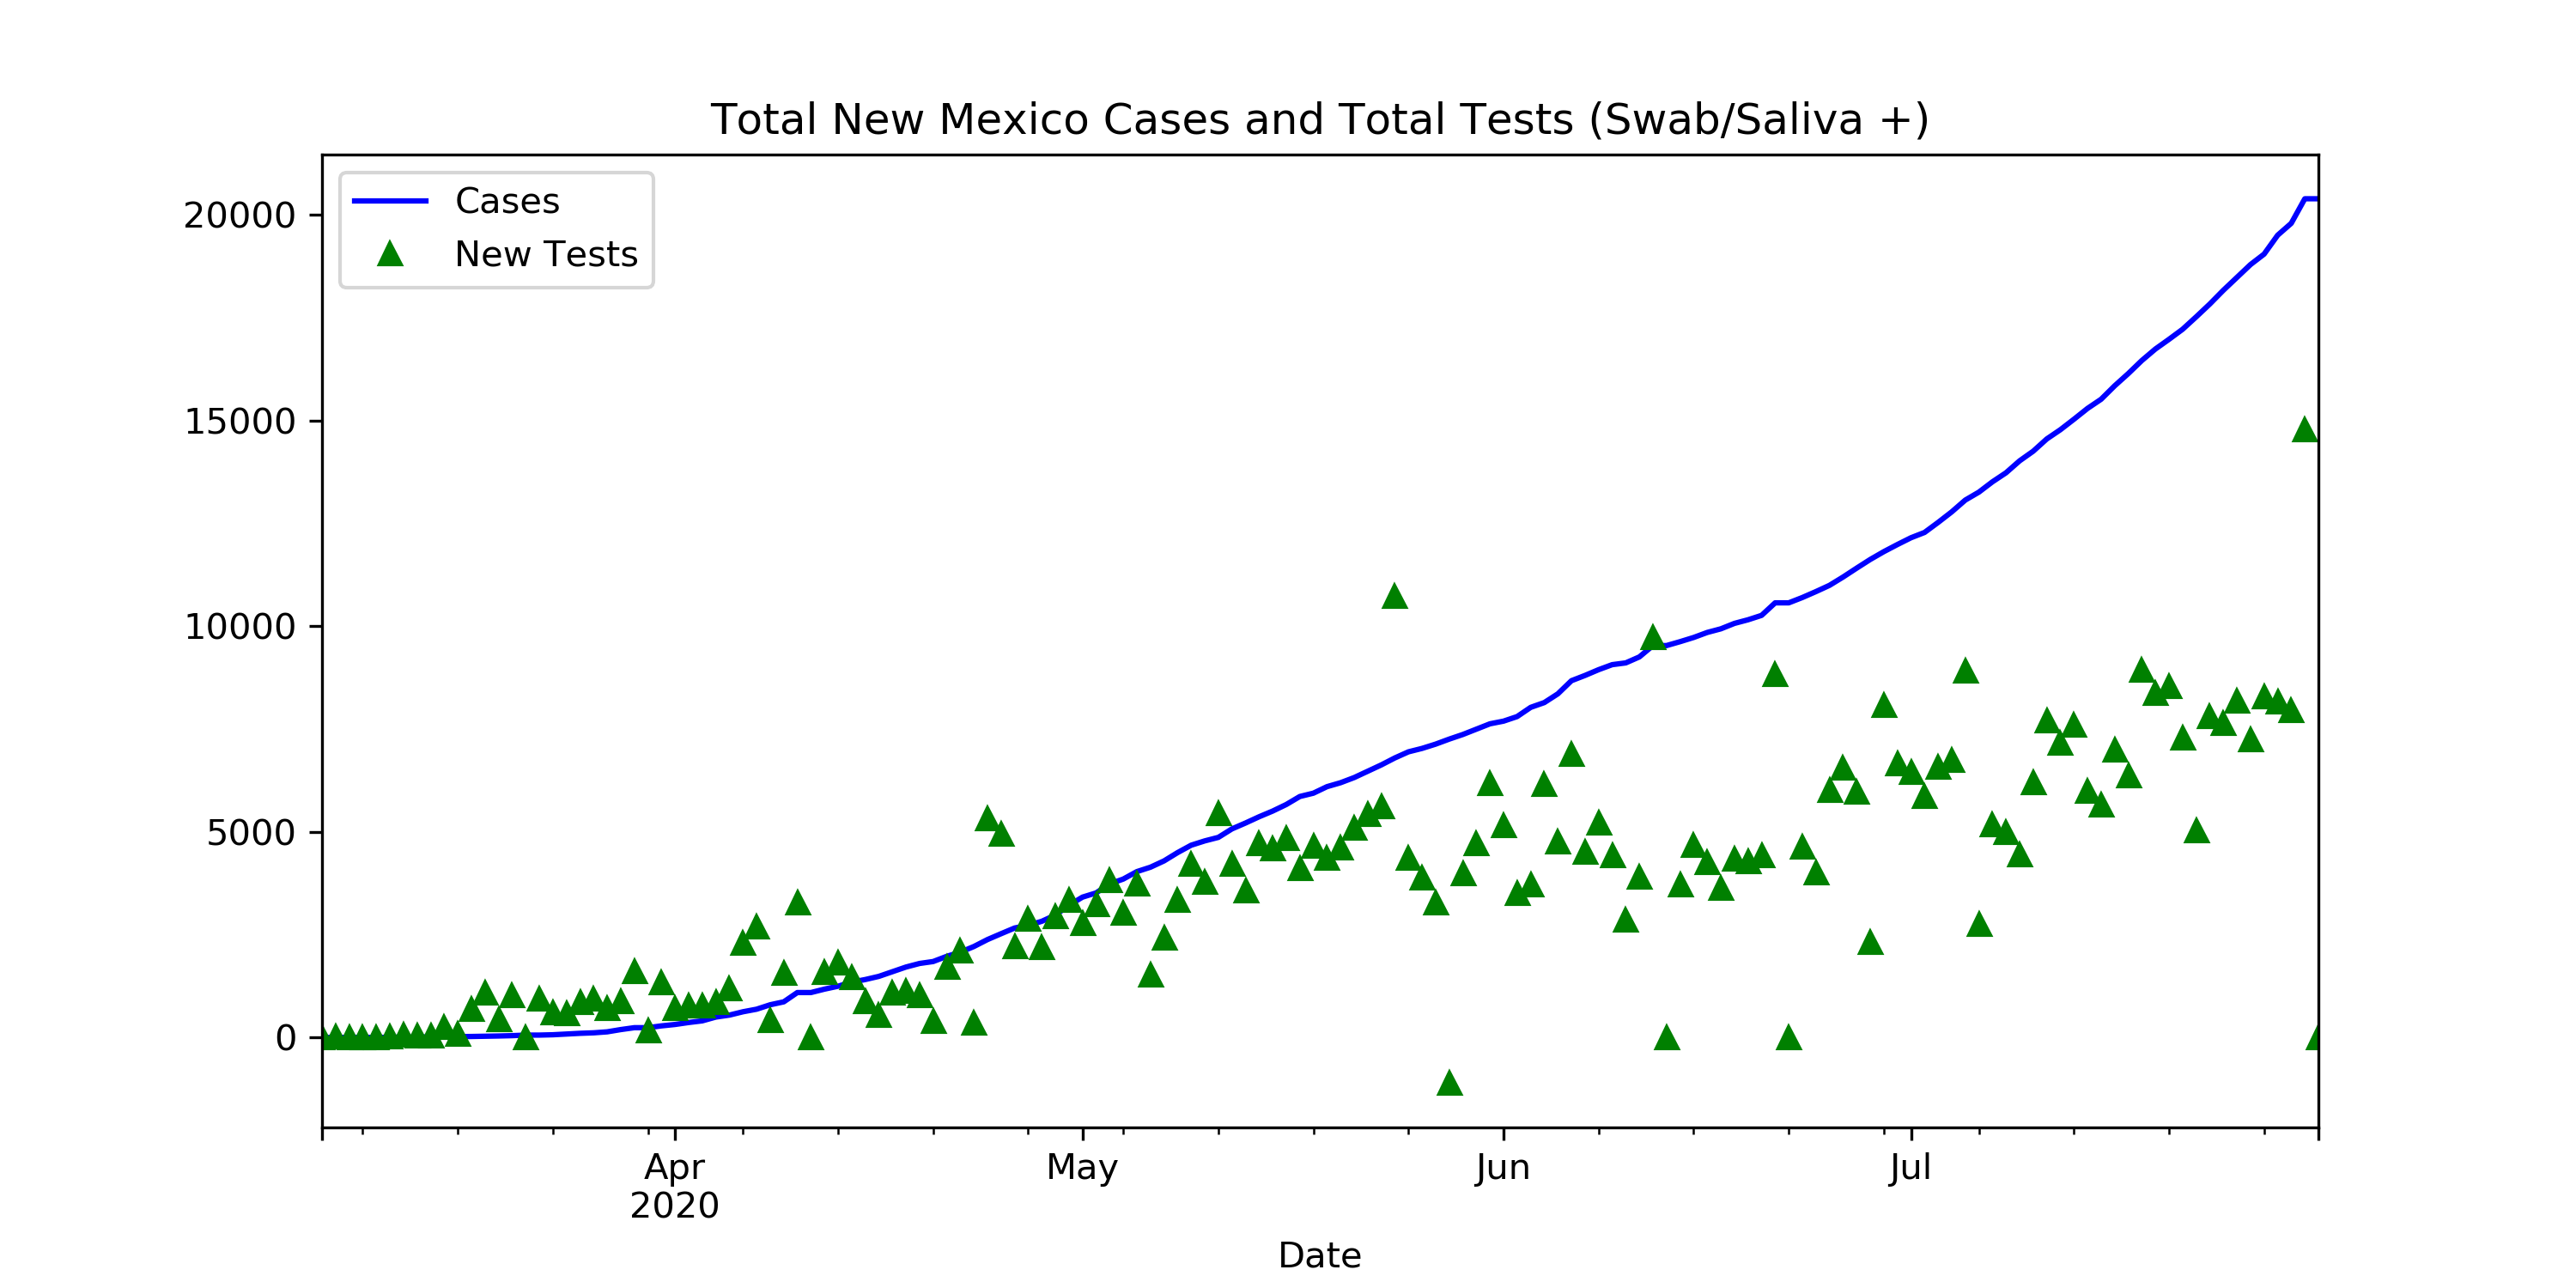 Total New Mexico Cases and Total Tests (Swab/Saliva +)
Cases
New Tests
20000
15000
10000
5000
0
Apr
2020
May
Jun
Jul
Date